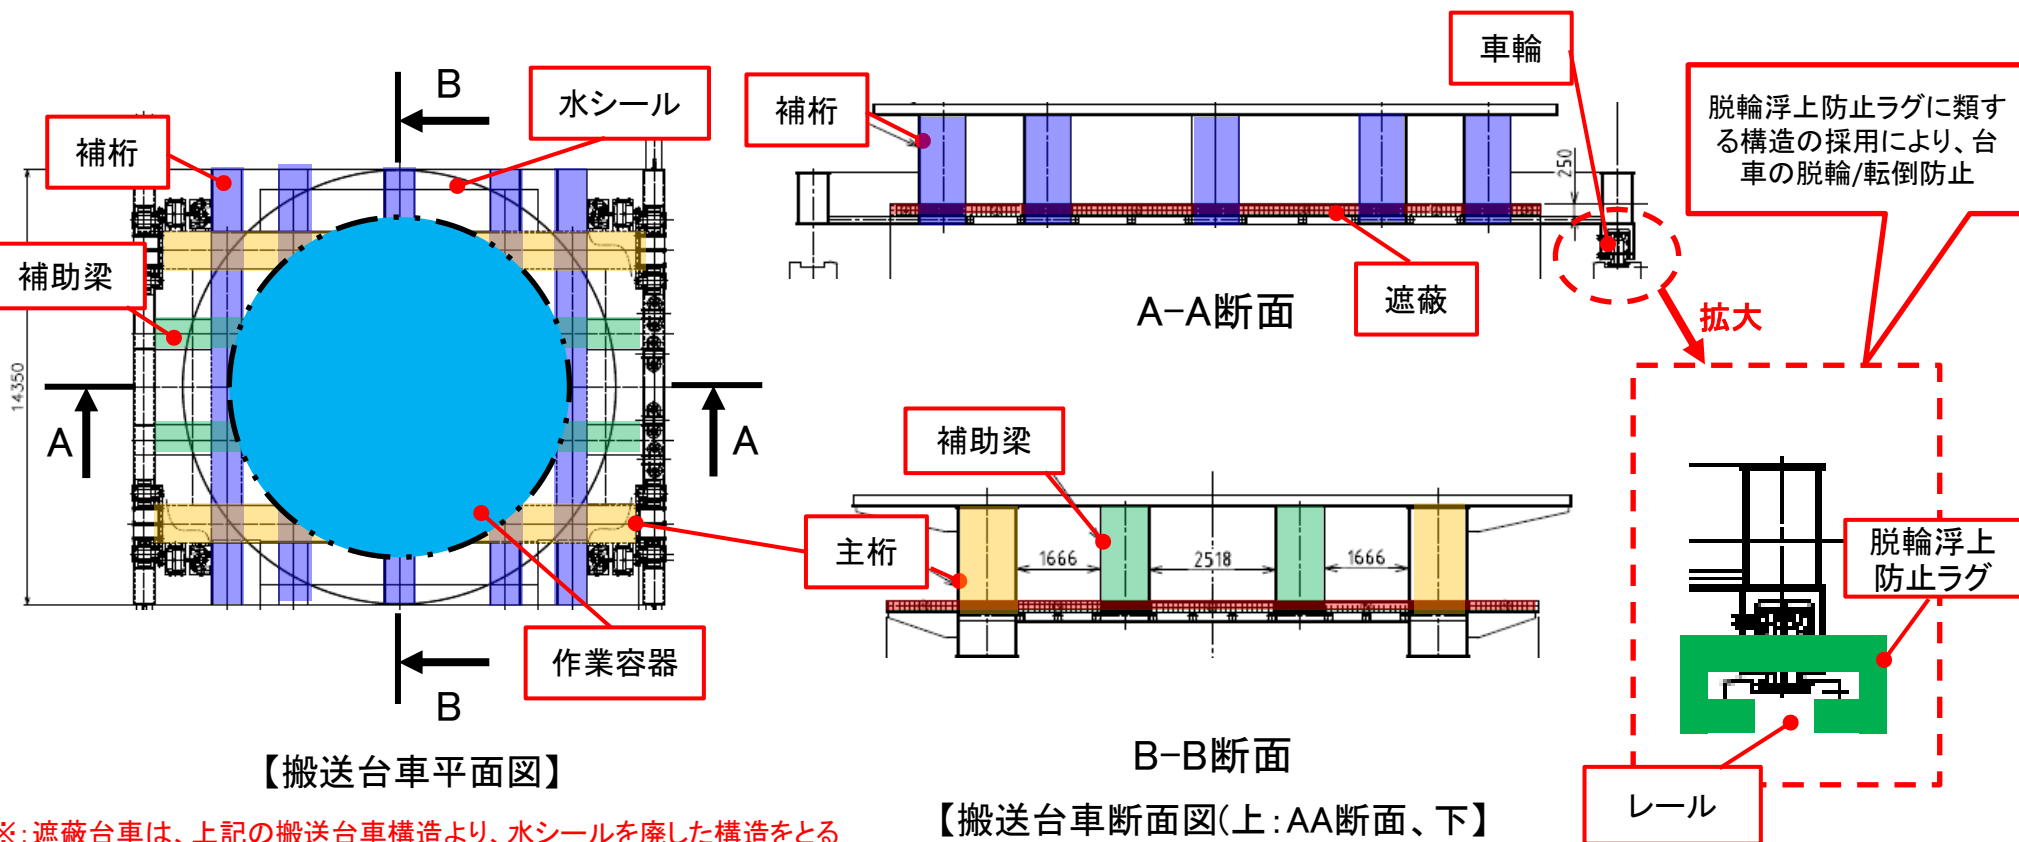 B
水シール
補桁
補助梁
14350
A
A
主桁
作業容器
B
【搬送台車平面図】
※：遮蔽台車は、上記の搬送台車構造より、水シールを廃した構造をとる
補桁
車輪
250
遮蔽
A-A断面
脱輪浮上防止ラグに類す
る構造の採用により、台
車の脱輪/転倒防止
拡大
補助梁
1666
2518
1666
B-B断面
【搬送台車断面図(上：AA断面、下】
脱輪浮上
防止ラグ
レール